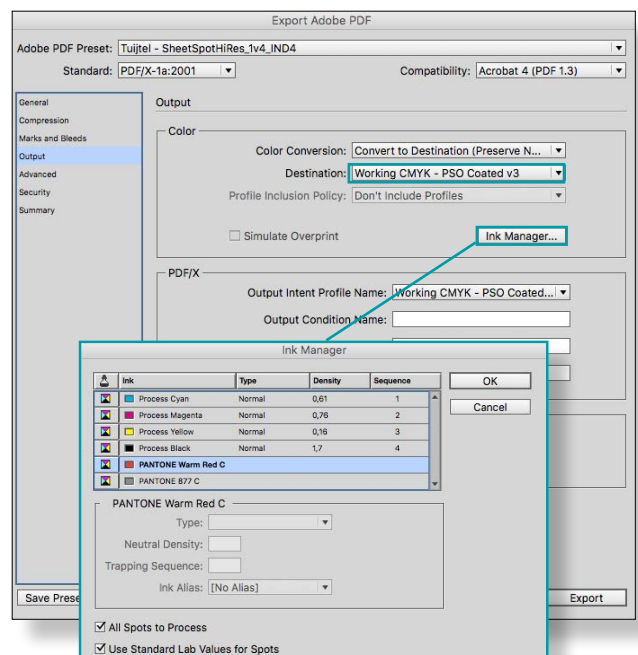 Export Adobe PDF
Adobe PDF Preset: Tuijtel - SheetSpotHiRes_1v4_IND4
Standard: PDF/X-1a:2001 Compatibility: Acrobat 4 (PDF 1.3)
General
Compression
Marks and Bleeds
Output
Advanced
Security
Summary
Output
Color
Color Conversion: Convert to Destination (Preserve N...
Destination: Working CMYK - PSO Coated v3
Profile Inclusion Policy: Don't Include Profiles
Simulate Overprint Ink Manager...
PDF/X
Output Intent Profile Name: Working CMYK - PSO Coated...
Output Condition Name:
Save Prese Export
Ink Manager
Ink Type Density Sequence
Process Cyan Normal 0,61 1
Process Magenta Normal 0,76 2
Process Yellow Normal 0,16 3
Process Black Normal 1,7 4
PANTONE Warm Red C
PANTONE 877 C
OK
Cancel
PANTONE Warm Red C
Type:
Neutral Density:
Trapping Sequence:
Ink Alias: [No Alias]
All Spots to Process
Use Standard Lab Values for Spots